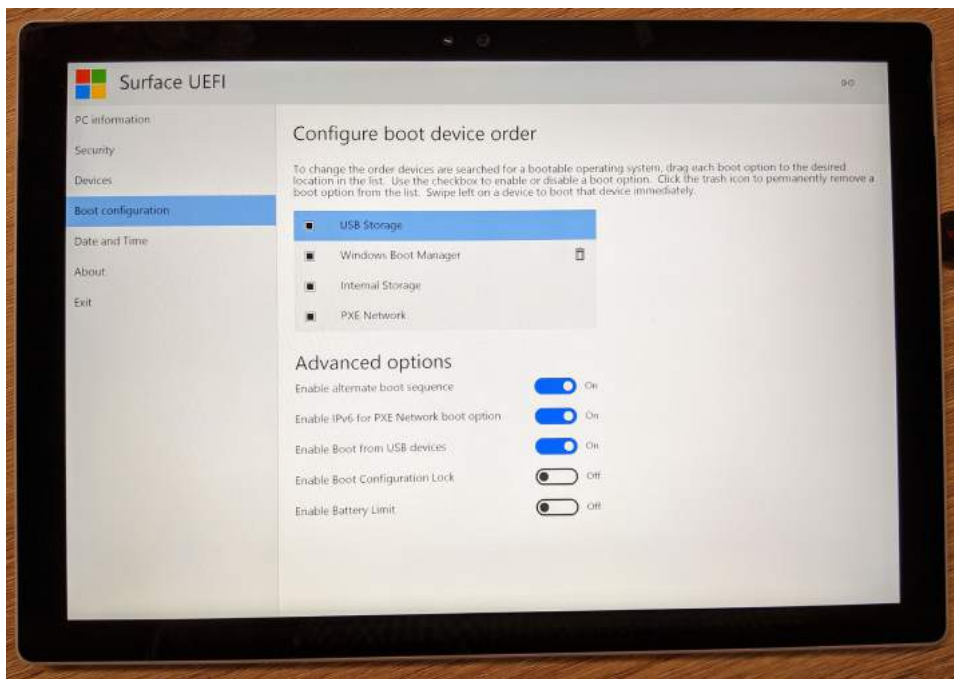 Surface UEFI
PC information
Security
Devices
Boot configuration
Date and Time
About
Exit
Configure boot device order
To change the order devices are searched for a bootable operating system, drag each boot option to the desired
location in the list. Use the checkbox to enable or disable a boot option. Click the trash icon to permanently remove a
boot option from the list. Swipe left on a device to boot that device immediately.
USB Storage
Windows Boot Manager
Internal Storage
PXE Network
Advanced options
Enable alternate boot sequence On
Enable IPv6 for PXE Network boot option On
Enable Boot from USB devices On
Enable Boot Configuration Lock Off
Enable Battery Limit Off